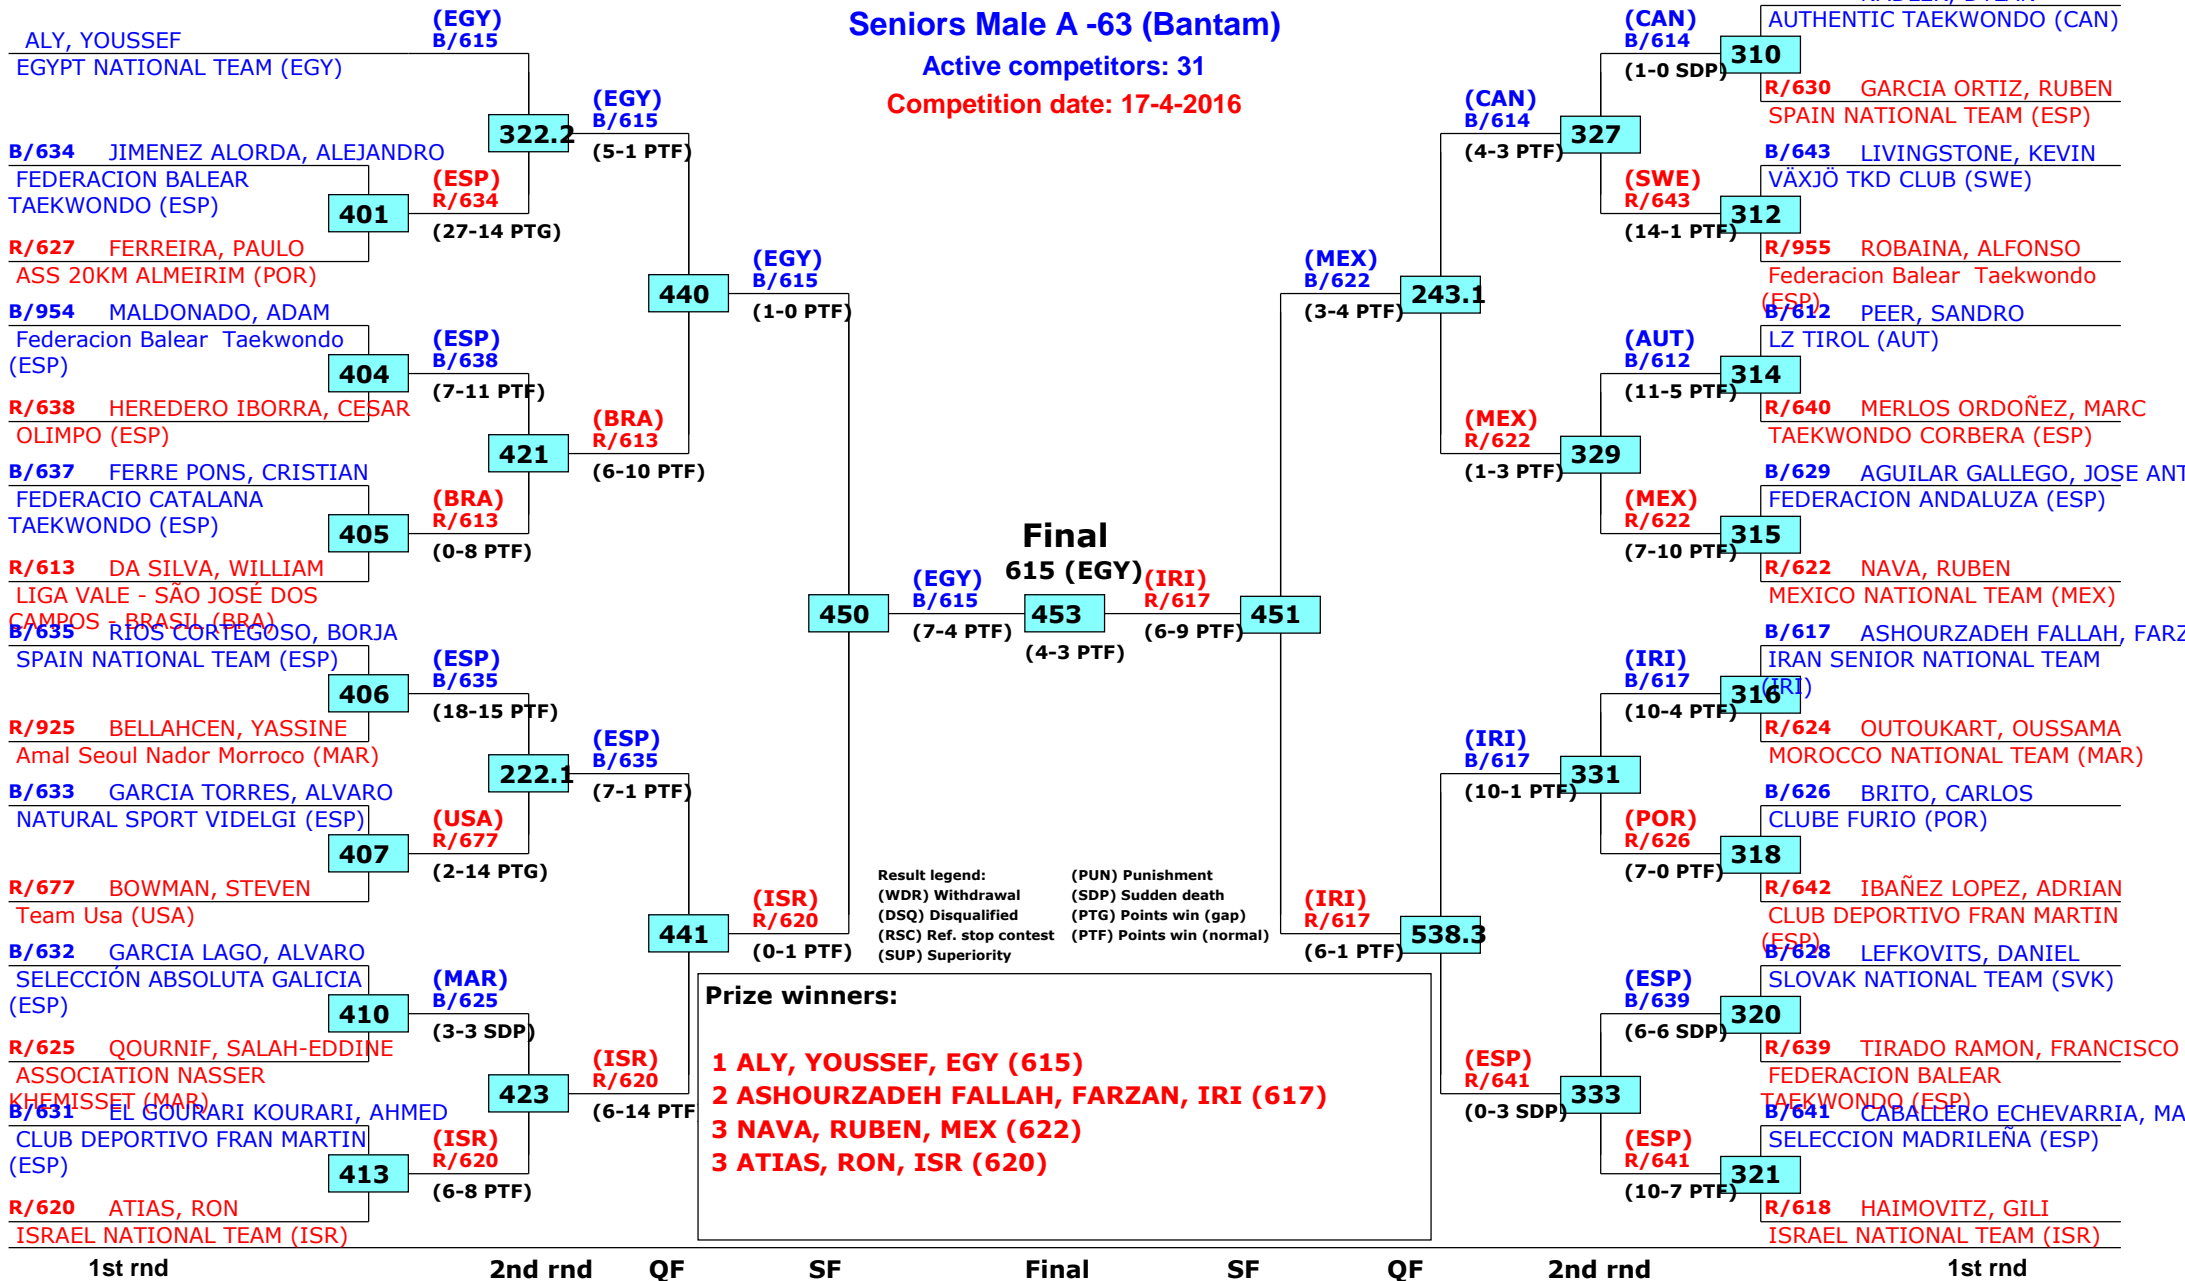 Seniors Male A -63 (Bantam)
Active competitors: 31
Competition date: 17-4-2016
ALY, YOUSSEF
EGYPT NATIONAL TEAM (EGY)
B/634 JIMENEZ ALORDA, ALEJANDRO
FEDERACION BALEAR
TAEKWONDO (ESP)
401
R/627 FERREIRA, PAULO
ASS 20KM ALMEIRIM (POR)
B/954 MALDONADO, ADAM
Federacion Balear Taekwondo
(ESP)
404
R/638 HEREDERO IBORRA, CESAR
OLIMPO (ESP)
B/637 FERRE PONS, CRISTIAN
FEDERACIO CATALANA
TAEKWONDO (ESP)
405
R/613 DA SILVA, WILLIAM
LIGA VALE - SÃO JOSÉ DOS
CAMPOS - BRASIL (BRA)
B/635 RIOS CORTEGOSO, BORJA
SPAIN NATIONAL TEAM (ESP)
406
R/925 BELLAHCEN, YASSINE
Amal Seoul Nador Morroco (MAR)
B/633 GARCIA TORRES, ALVARO
NATURAL SPORT VIDELGI (ESP)
407
R/677 BOWMAN, STEVEN
Team Usa (USA)
B/632 GARCIA LAGO, ALVARO
SELECCIÓN ABSOLUTA GALICIA
(ESP)
410
R/625 QOURNIF, SALAH-EDDINE
ASSOCIATION NASSER
KHEMISSET (MAR)
B/631 EL GOURARI KOURARI, AHMED
CLUB DEPORTIVO FRAN MARTIN
(ESP)
413
R/620 ATIAS, RON
ISRAEL NATIONAL TEAM (ISR)
(EGY)
B/615
322.2
(ESP)
R/634
(27-14 PTG)
(ESP)
B/638
(7-11 PTF)
421
(BRA)
R/613
(0-8 PTF)
(ESP)
B/635
(18-15 PTF)
222.1
(USA)
R/677
(2-14 PTG)
(MAR)
B/625
(3-3 SDP)
423
(ISR)
R/620
(6-8 PTF)
(EGY)
B/615
(5-1 PTF)
440
(BRA)
R/613
(6-10 PTF)
(ESP)
B/635
(7-1 PTF)
441
(ISR)
R/620
(6-14 PTF
(EGY)
B/615
(1-0 PTF)
450
(ISR)
R/620
(0-1 PTF)
(EGY)
B/615
(7-4 PTF)
Final
615 (EGY)
453
(4-3 PTF)
(IRI)
R/617
(6-9 PTF)
451
(MEX)
B/622
(3-4 PTF)
243.1
(IRI)
R/617
(6-1 PTF)
538.3
(CAN)
B/614
(4-3 PTF)
327
(MEX)
R/622
(1-3 PTF)
329
(IRI)
B/617
(10-1 PTF)
331
(ESP)
R/641
(0-3 SDP)
333
(CAN)
B/614
(1-0 SDP)
310
(SWE)
R/643
(14-1 PTF)
312
(AUT)
B/612
(11-5 PTF)
314
(MEX)
R/622
(7-10 PTF)
315
(IRI)
B/617
(10-4 PTF)
316
(POR)
R/626
(7-0 PTF)
318
(ESP)
B/639
(6-6 SDP)
320
(ESP)
R/641
(10-7 PTF)
321
AUTHENTIC TAEKWONDO (CAN)
R/630 GARCIA ORTIZ, RUBEN
SPAIN NATIONAL TEAM (ESP)
B/643 LIVINGSTONE, KEVIN
VÄXJÖ TKD CLUB (SWE)
R/955 ROBAINA, ALFONSO
Federacion Balear Taekwondo
(ESP)
B/612 PEER, SANDRO
LZ TIROL (AUT)
R/640 MERLOS ORDOÑEZ, MARC
TAEKWONDO CORBERA (ESP)
B/629 AGUILAR GALLEGO, JOSE ANT
FEDERACION ANDALUZA (ESP)
R/622 NAVA, RUBEN
MEXICO NATIONAL TEAM (MEX)
B/617 ASHOURZADEH FALLAH, FARZ
IRAN SENIOR NATIONAL TEAM
(IRI)
R/624 OUTOUKART, OUSSAMA
MOROCCO NATIONAL TEAM (MAR)
B/626 BRITO, CARLOS
CLUBE FURIO (POR)
R/642 IBAÑEZ LOPEZ, ADRIAN
CLUB DEPORTIVO FRAN MARTIN
(ESP)
B/628 LEFKOVITS, DANIEL
SLOVAK NATIONAL TEAM (SVK)
R/639 TIRADO RAMON, FRANCISCO
FEDERACION BALEAR
TAEKWONDO (ESP)
B/641 CABALLERO ECHEVARRIA, MA
SELECCION MADRILEÑA (ESP)
R/618 HAIMOVITZ, GILI
ISRAEL NATIONAL TEAM (ISR)
Result legend:
(WDR) Withdrawal
(DSQ) Disqualified
(RSC) Ref. stop contest
(SUP) Superiority
(PUN) Punishment
(SDP) Sudden death
(PTG) Points win (gap)
(PTF) Points win (normal)
Prize winners:
1 ALY, YOUSSEF, EGY (615)
2 ASHOURZADEH FALLAH, FARZAN, IRI (617)
3 NAVA, RUBEN, MEX (622)
3 ATIAS, RON, ISR (620)
1st rnd 2nd rnd QF SF Final SF QF 2nd rnd 1st rnd